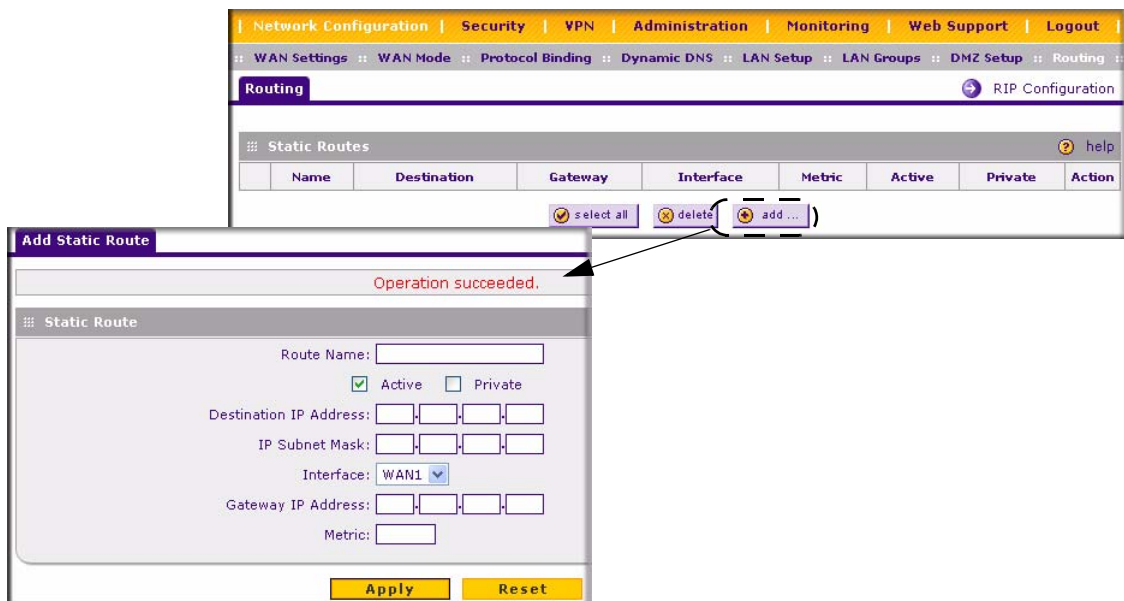 | Network Configuration | Security | VPN | Administration | Monitoring | Web Support | Logout |
:: WAN Settings :: WAN Mode :: Protocol Binding :: Dynamic DNS :: LAN Setup :: LAN Groups :: DMZ Setup :: Routing ::
Routing
RIP Configuration
Static Routes
help
Name Destination Gateway Interface Metric Active Private Action
select all delete add ...
Add Static Route
Operation succeeded.
Static Route
Route Name:
Active Private
Destination IP Address:
IP Subnet Mask:
Interface: WAN1
Gateway IP Address:
Metric:
Apply Reset